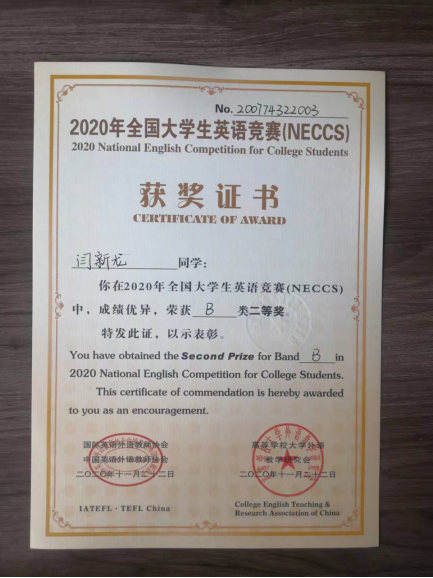 No. 200774322003
2020年全国大学生英语竞赛(NECCS)
2020 National English Competition for College Students
获奖证书
CERTIFICATE OF AWARD
闫新龙 同学:
你在2020年全国大学生英语竞赛(NECCS)
中，成绩优异，荣获 B 类二等奖。
特发此证，以示表彰。
You have obtained the Second Prize for Band B in
2020 National English Competition for College Students.
This certificate of commendation is hereby awarded
to you as an encouragement.
国际英语外语教师协会
中国英语外语教师协会
二〇二〇年十一月二十二日
IATEFL · TEFL China
高等学校大学外语
教学研究会
二〇二〇年十一月二十二日
College English Teaching &
Research Association of China